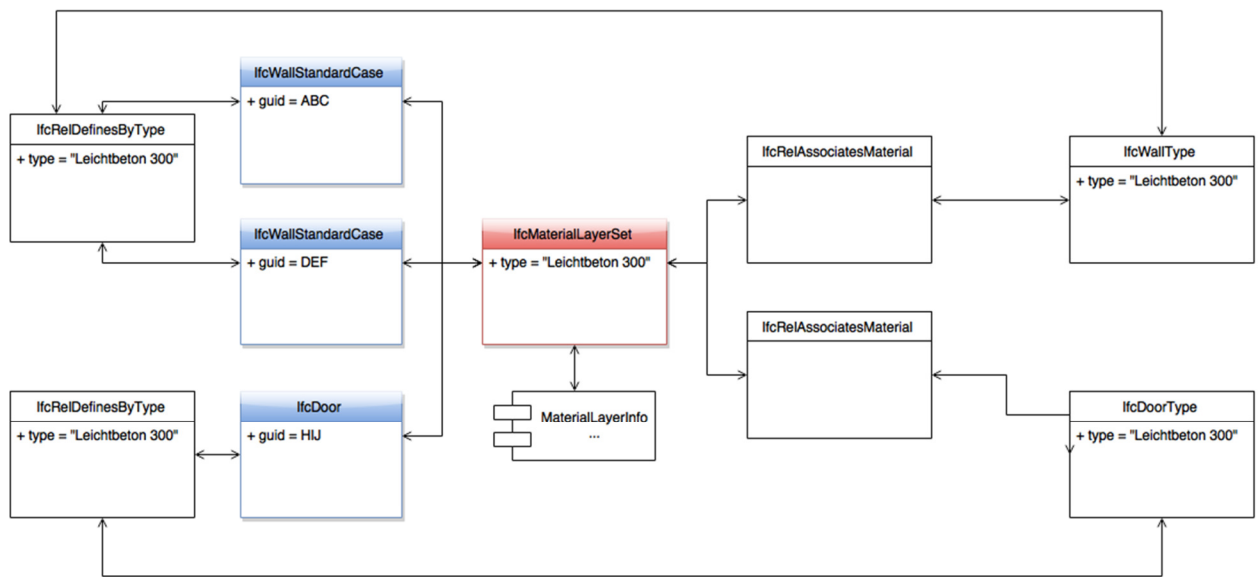 IfcWallStandardCase
+ guid = ABC
IfcRelDefinesByType
+ type = "Leichtbeton 300"
IfcRelAssociatesMaterial
IfcWallType
+ type = "Leichtbeton 300"
IfcWallStandardCase
+ guid = DEF
IfcMaterialLayerSet
+ type = "Leichtbeton 300"
IfcRelAssociatesMaterial
IfcRelDefinesByType
+ type = "Leichtbeton 300"
IfcDoor
+ guid = HIJ
MaterialLayerInfo
...
IfcDoorType
+ type = "Leichtbeton 300"